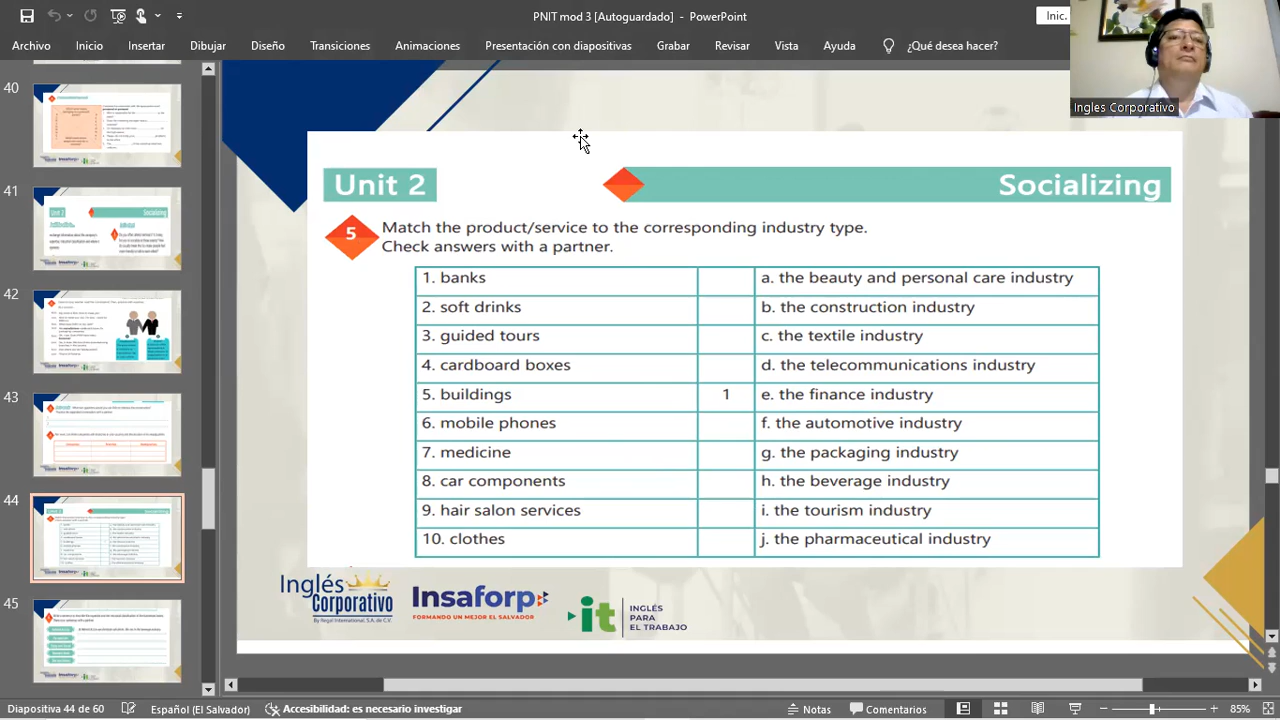 PNIT mod 3 [Autoguardado] - PowerPoint
Inic.
Archivo Inicio Insertar Dibujar Diseño Transiciones Presentación con diapositivas Grabar Revisar Vista Ayuda ¿Qué desea hacer?
Ingles Corporativo
40
41
Unit 2 Socializing
42
43
44
Unit 2 Socializing
5 Match the product/service to the corresponding industry type.
Check answers with a partner.
1. banks a. the beauty and personal care industry
2. soft drinks b. the construction industry
3. guided tours c. the textile industry
4. cardboard boxes d. the telecommunications industry
5. buildings 1 e. the finance industry
6. mobile phones f. the automotive industry
7. medicine g. the packaging industry
8. car components h. the beverage industry
9. hair salon services i. the tourism industry
10. clothes j. the pharmaceutical industry
Inglés Corporativo
By Regal International, S.A. de C.V.
Insaforp
FORMANDO UN MEJOR EL SALVADOR
INGLÉS
PARA
EL TRABAJO
Diapositiva 44 de 60 Español (El Salvador) Accesibilidad: es necesario investigar Notas Comentarios 85%